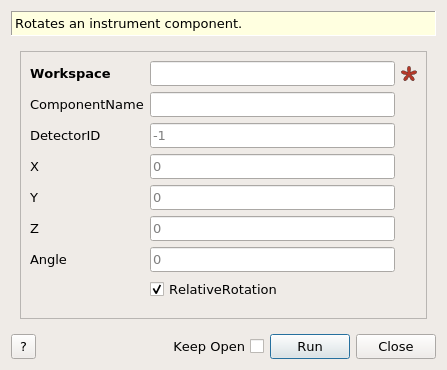 Rotates an instrument component.
Workspace
ComponentName
DetectorID -1
X 0
Y 0
Z 0
Angle 0
RelativeRotation
? Keep Open Run Close